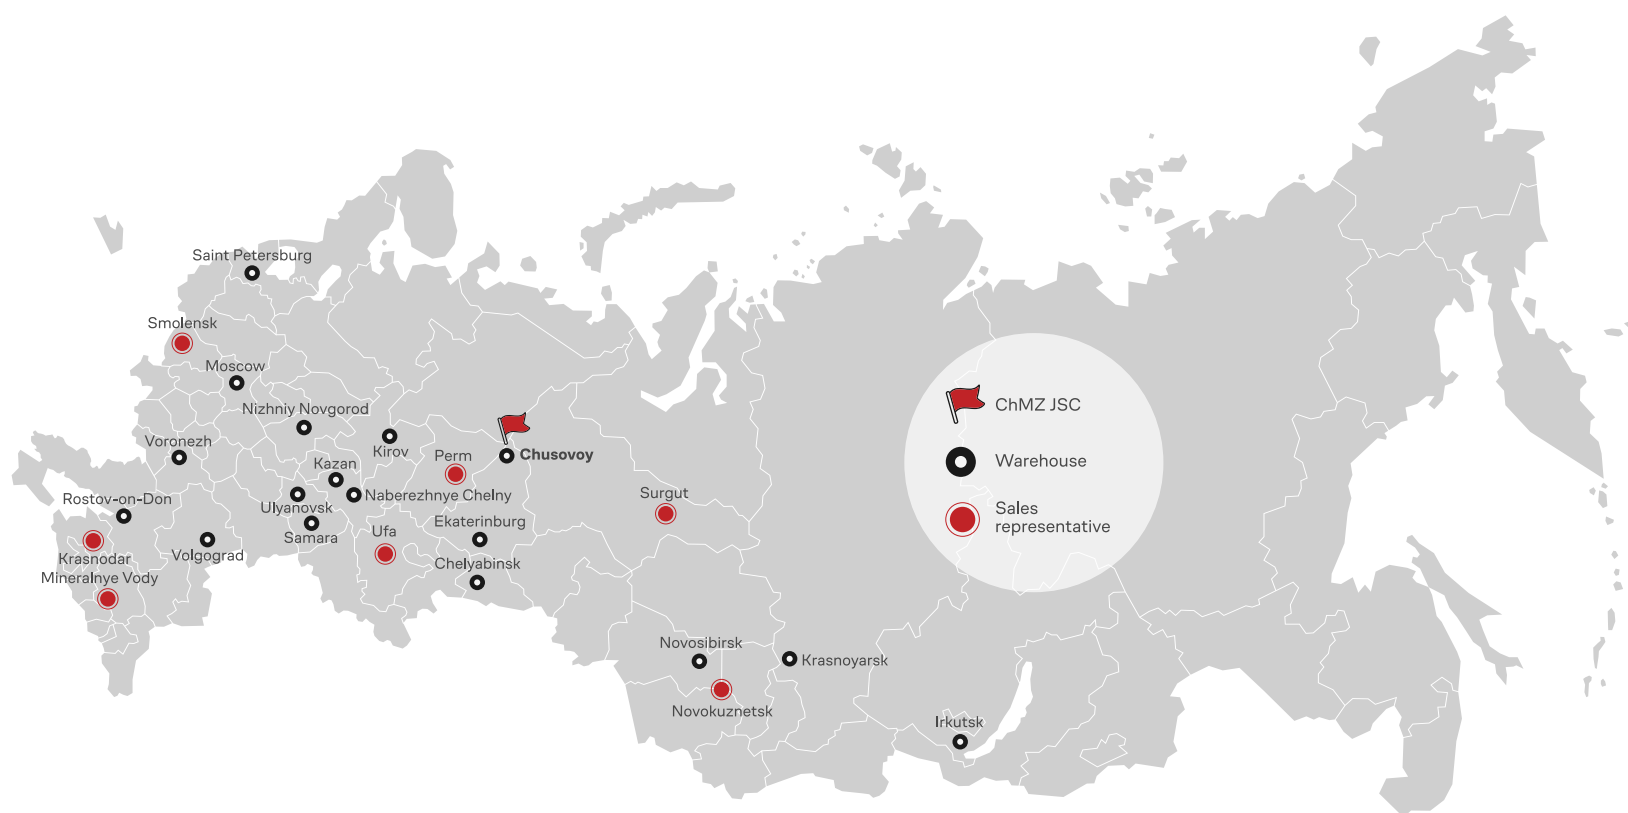 Saint Petersburg
Smolensk
Moscow
Nizhniy Novgorod
Voronezh
Kirov
Perm
Chusovoy
Kazan
Naberezhnye Chelny
Rostov-on-Don
Ulyanovsk
Samara
Ufa
Ekaterinburg
Surgut
Krasnodar
Volgograd
Chelyabinsk
Mineralnye Vody
Novosibirsk
Krasnoyarsk
Novokuznetsk
Irkutsk
ChMZ JSC
Warehouse
Sales
representative